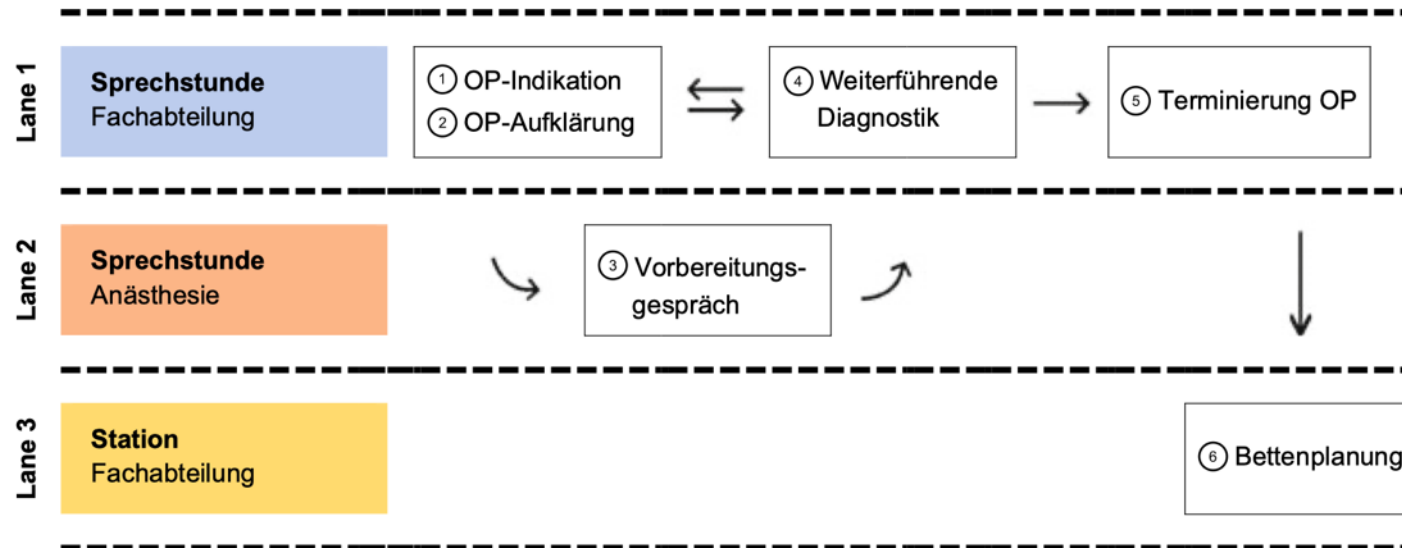 Lane 1
Sprechstunde
Fachabteilung
① OP-Indikation
② OP-Aufklärung
④ Weiterführende
Diagnostik
⑤ Terminierung OP
Lane 2
Sprechstunde
Anästhesie
③ Vorbereitungs-
gespräch
Lane 3
Station
Fachabteilung
⑥ Bettenplanung